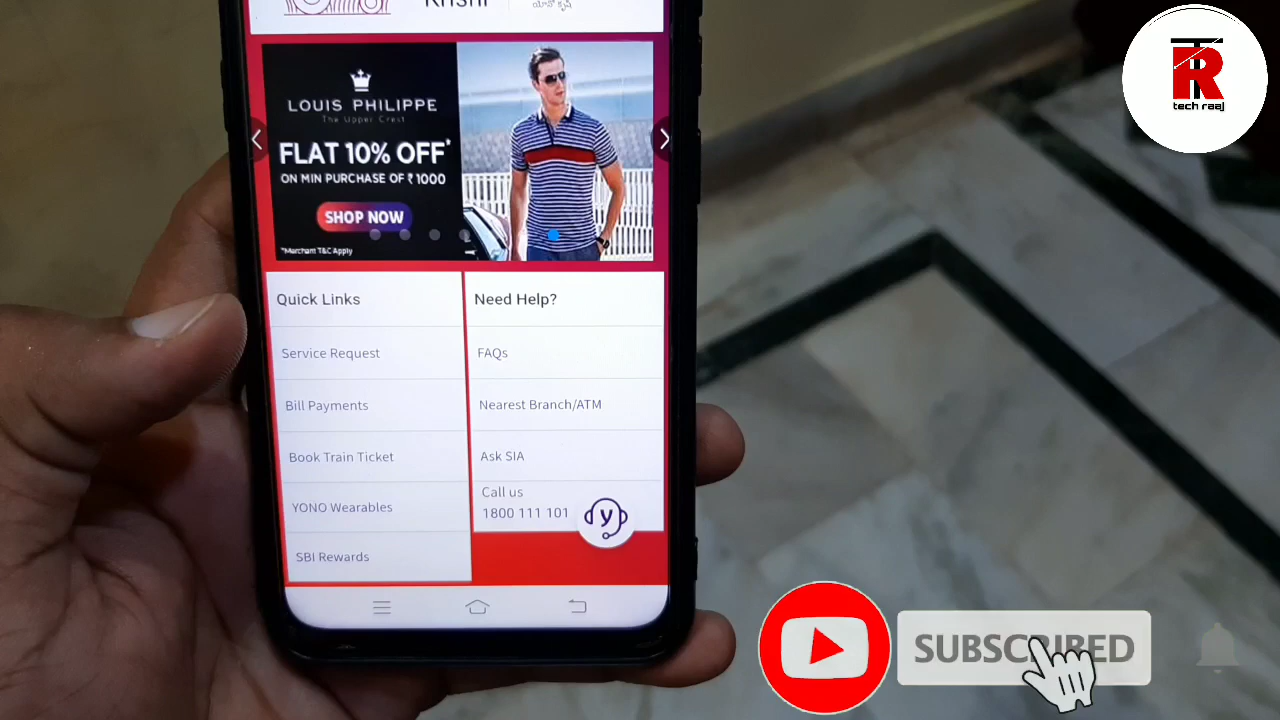 Krishi
యోనో కృషి
LOUIS PHILIPPE
The Upper Crest
FLAT 10% OFF*
ON MIN PURCHASE OF ₹ 1000
SHOP NOW
*Merchant T&C Apply
Quick Links
Service Request
Bill Payments
Book Train Ticket
YONO Wearables
SBI Rewards
Need Help?
FAQs
Nearest Branch/ATM
Ask SIA
Call us
1800 111 101
y
TR
tech raaj
SUBSCRIBED